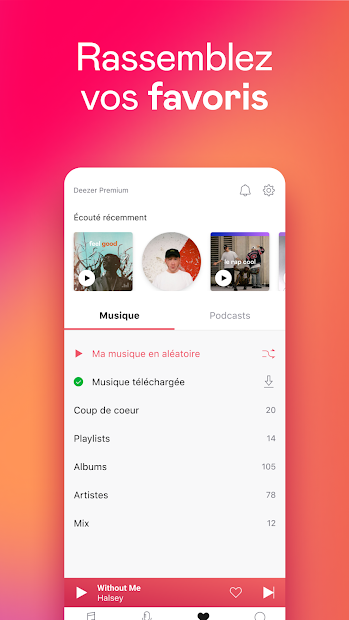 Rassemblez
vos favoris
Deezer Premium
Écouté récemment
feel good
le rap cool
Musique
Podcasts
Ma musique en aléatoire
Musique téléchargée
Coup de coeur 20
Playlists 14
Albums 105
Artistes 78
Mix 12
Without Me
Halsey